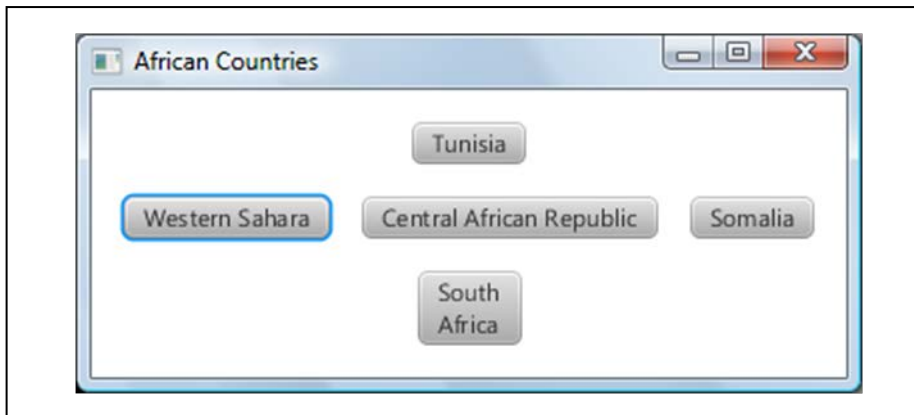 African Countries
Tunisia
Western Sahara Central African Republic Somalia
South
Africa